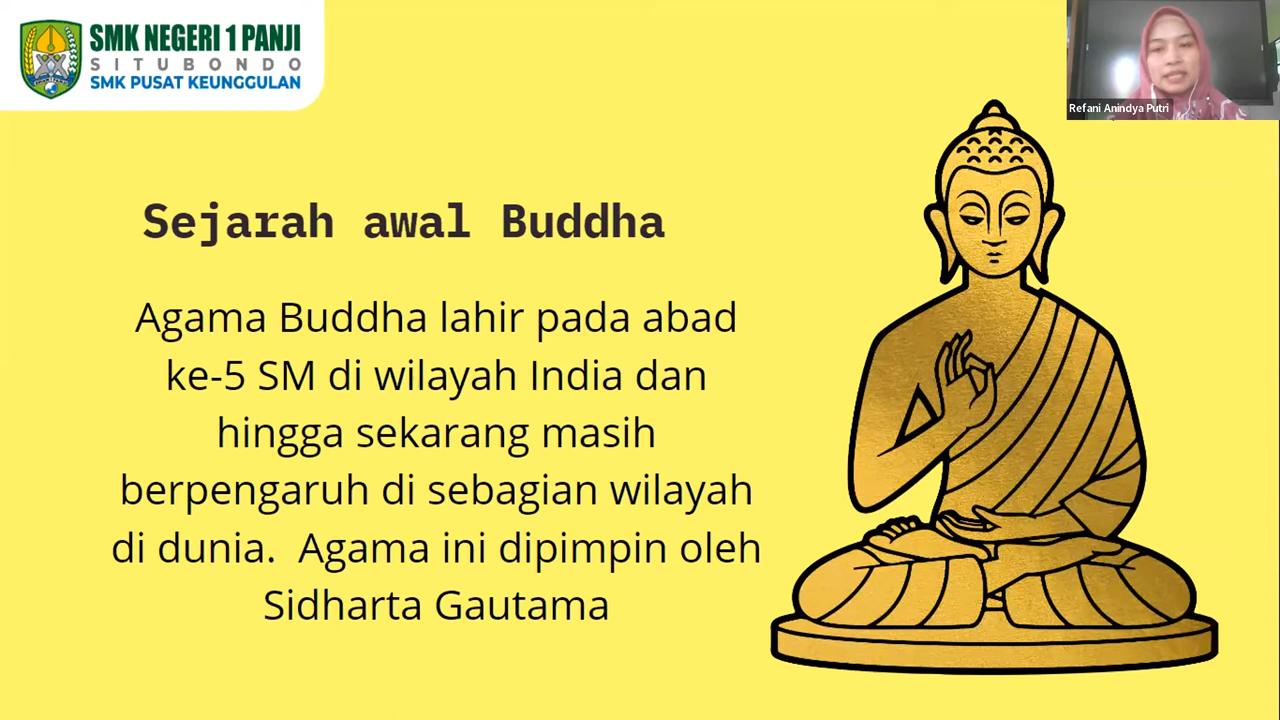 SMK NEGERI 1 PANJI
SITUBONDO
SMK PUSAT KEUNGGULAN
Refani Anindya Putri
Sejarah awal Buddha
Agama Buddha lahir pada abad
ke-5 SM di wilayah India dan
hingga sekarang masih
berpengaruh di sebagian wilayah
di dunia. Agama ini dipimpin oleh
Sidharta Gautama